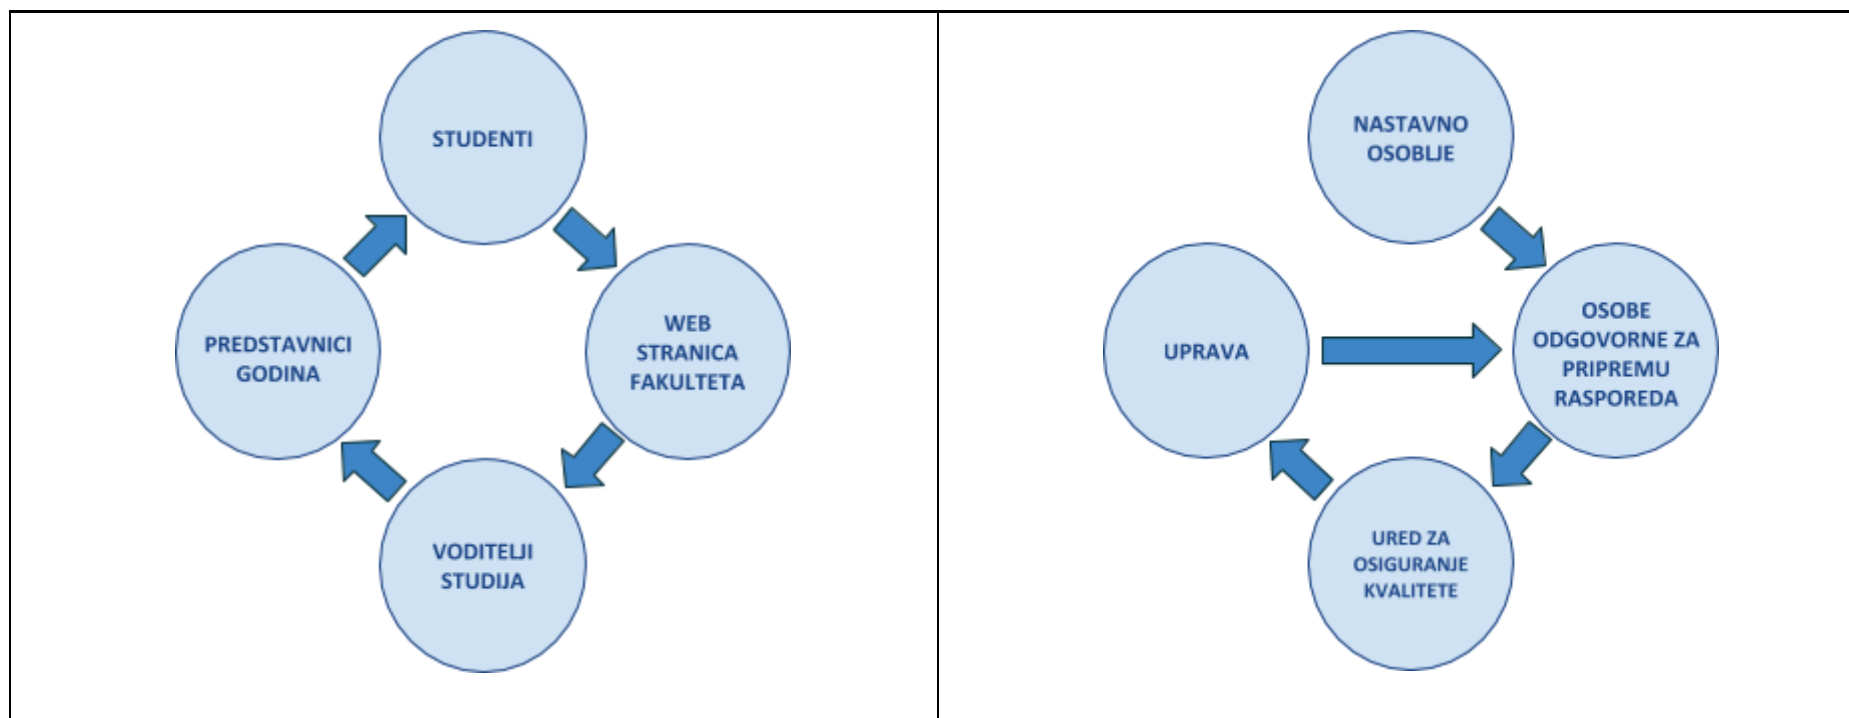 STUDENTI
WEB
STRANICA
FAKULTETA
VODITELJI
STUDIJA
PREDSTAVNICI
GODINA
NASTAVNO
OSOBLJE
OSOBE
ODGOVORNE ZA
PRIPREMU
RASPOREDA
URED ZA
OSIGURANJE
KVALITETE
UPRAVA